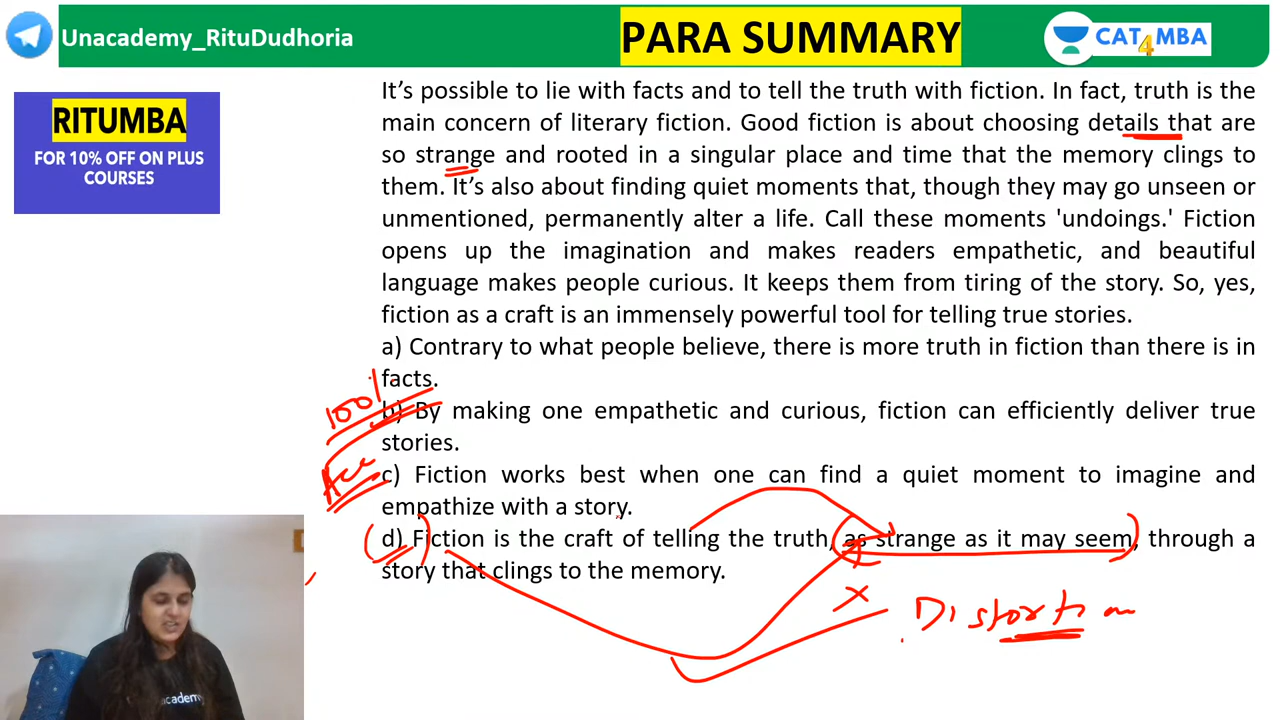 Unacademy_RituDudhoria
PARA SUMMARY
CAT4MBA
RITUMBA
FOR 10% OFF ON PLUS
COURSES
It's possible to lie with facts and to tell the truth with fiction. In fact, truth is the
main concern of literary fiction. Good fiction is about choosing details that are
so strange and rooted in a singular place and time that the memory clings to
them. It's also about finding quiet moments that, though they may go unseen or
unmentioned, permanently alter a life. Call these moments 'undoings.' Fiction
opens up the imagination and makes readers empathetic, and beautiful
language makes people curious. It keeps them from tiring of the story. So, yes,
fiction as a craft is an immensely powerful tool for telling true stories.
a) Contrary to what people believe, there is more truth in fiction than there is in
facts.
100%
b) By making one empathetic and curious, fiction can efficiently deliver true
stories.
Acc
c) Fiction works best when one can find a quiet moment to imagine and
empathize with a story.
d) Fiction is the craft of telling the truth, as strange as it may seem, through a
story that clings to the memory.
Distortion
academy